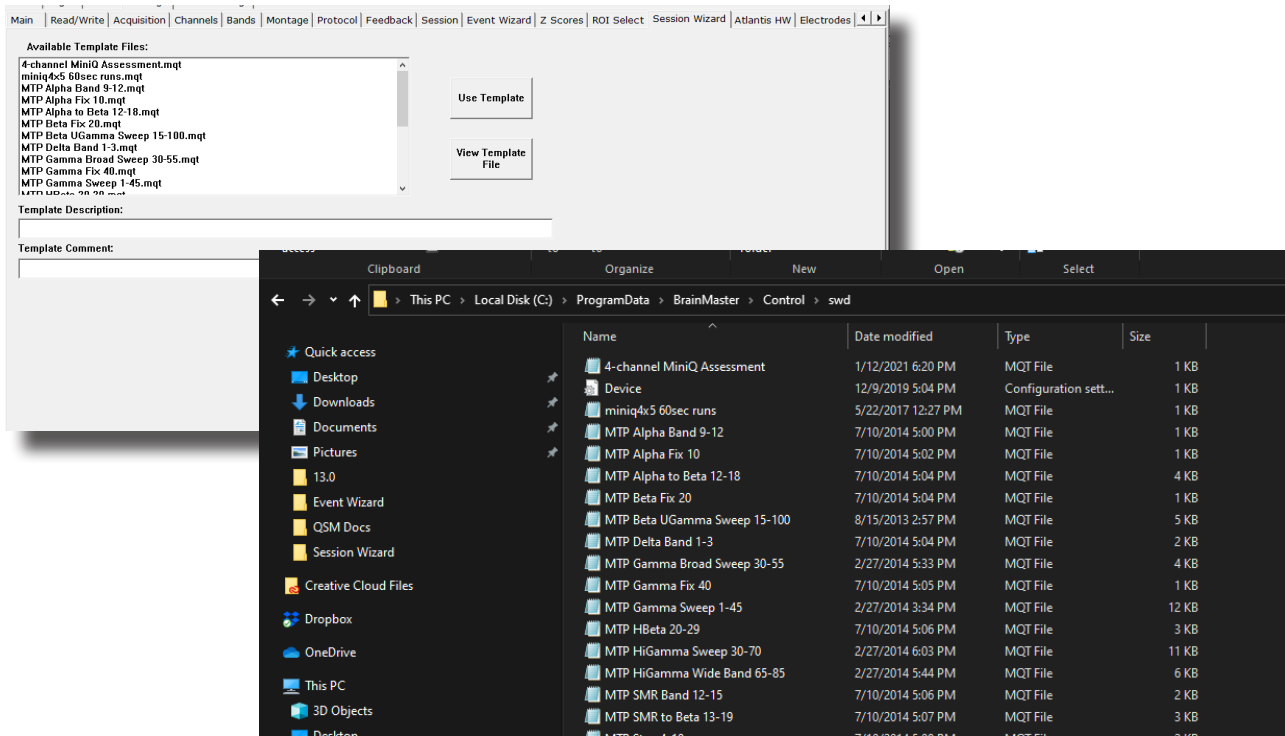 Main Read/Write Acquisition Channels Bands Montage Protocol Feedback Session Event Wizard Z Scores ROI Select Session Wizard Atlantis HW Electrodes
Available Template Files:
4-channel MiniQ Assessment.mqt
miniq4x5 60sec runs.mqt
MTP Alpha Band 9-12.mqt
MTP Alpha Fix 10.mqt
MTP Alpha to Beta 12-18.mqt
MTP Beta Fix 20.mqt
MTP Beta UGamma Sweep 15-100.mqt
MTP Delta Band 1-3.mqt
MTP Gamma Broad Sweep 30-55.mqt
MTP Gamma Fix 40.mqt
MTP Gamma Sweep 1-45.mqt
Use Template
View Template
File
Template Description:
Template Comment:
Clipboard Organize New Open Select
This PC > Local Disk (C:) > ProgramData > BrainMaster > Control > swd
Quick access
Desktop
Downloads
Documents
Pictures
13.0
Event Wizard
QSM Docs
Session Wizard
Creative Cloud Files
Dropbox
OneDrive
This PC
3D Objects
Desktop
Name Date modified Type Size
4-channel MiniQ Assessment 1/12/2021 6:20 PM MQT File 1 KB
Device 12/9/2019 5:04 PM Configuration sett... 1 KB
miniq4x5 60sec runs 5/22/2017 12:27 PM MQT File 1 KB
MTP Alpha Band 9-12 7/10/2014 5:00 PM MQT File 1 KB
MTP Alpha Fix 10 7/10/2014 5:02 PM MQT File 1 KB
MTP Alpha to Beta 12-18 7/10/2014 5:04 PM MQT File 4 KB
MTP Beta Fix 20 7/10/2014 5:04 PM MQT File 1 KB
MTP Beta UGamma Sweep 15-100 8/15/2013 2:57 PM MQT File 5 KB
MTP Delta Band 1-3 7/10/2014 5:04 PM MQT File 2 KB
MTP Gamma Broad Sweep 30-55 2/27/2014 5:33 PM MQT File 4 KB
MTP Gamma Fix 40 7/10/2014 5:05 PM MQT File 1 KB
MTP Gamma Sweep 1-45 2/27/2014 3:34 PM MQT File 12 KB
MTP HBeta 20-29 7/10/2014 5:06 PM MQT File 3 KB
MTP HiGamma Sweep 30-70 2/27/2014 6:03 PM MQT File 11 KB
MTP HiGamma Wide Band 65-85 2/27/2014 5:44 PM MQT File 6 KB
MTP SMR Band 12-15 7/10/2014 5:06 PM MQT File 2 KB
MTP SMR to Beta 13-19 7/10/2014 5:07 PM MQT File 3 KB